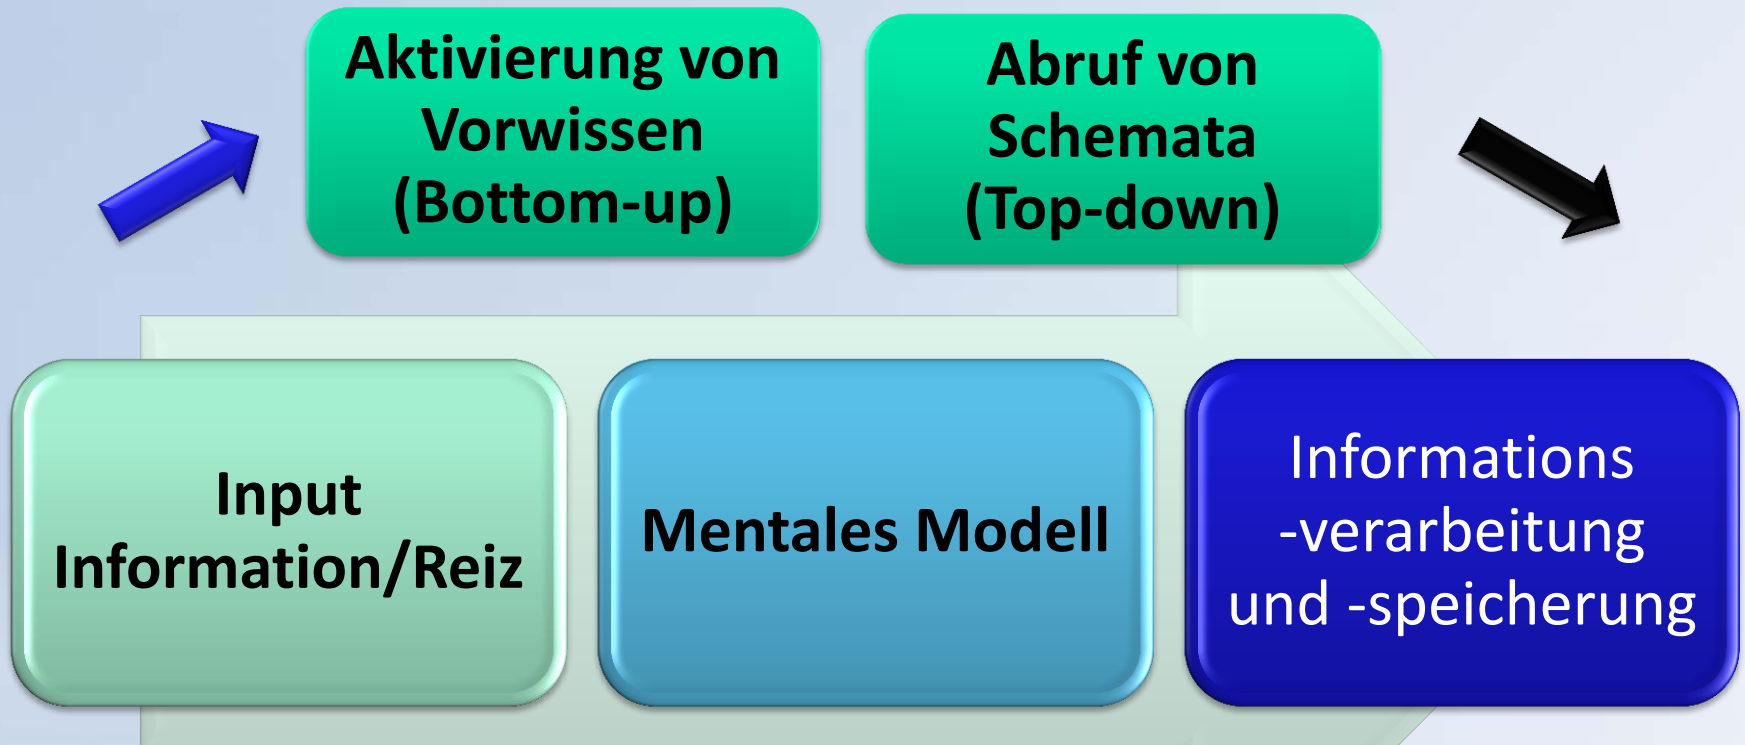 Aktivierung von
Vorwissen
(Bottom-up)
Abruf von
Schemata
(Top-down)
Input
Information/Reiz
Mentales Modell
Informations
-verarbeitung
und -speicherung